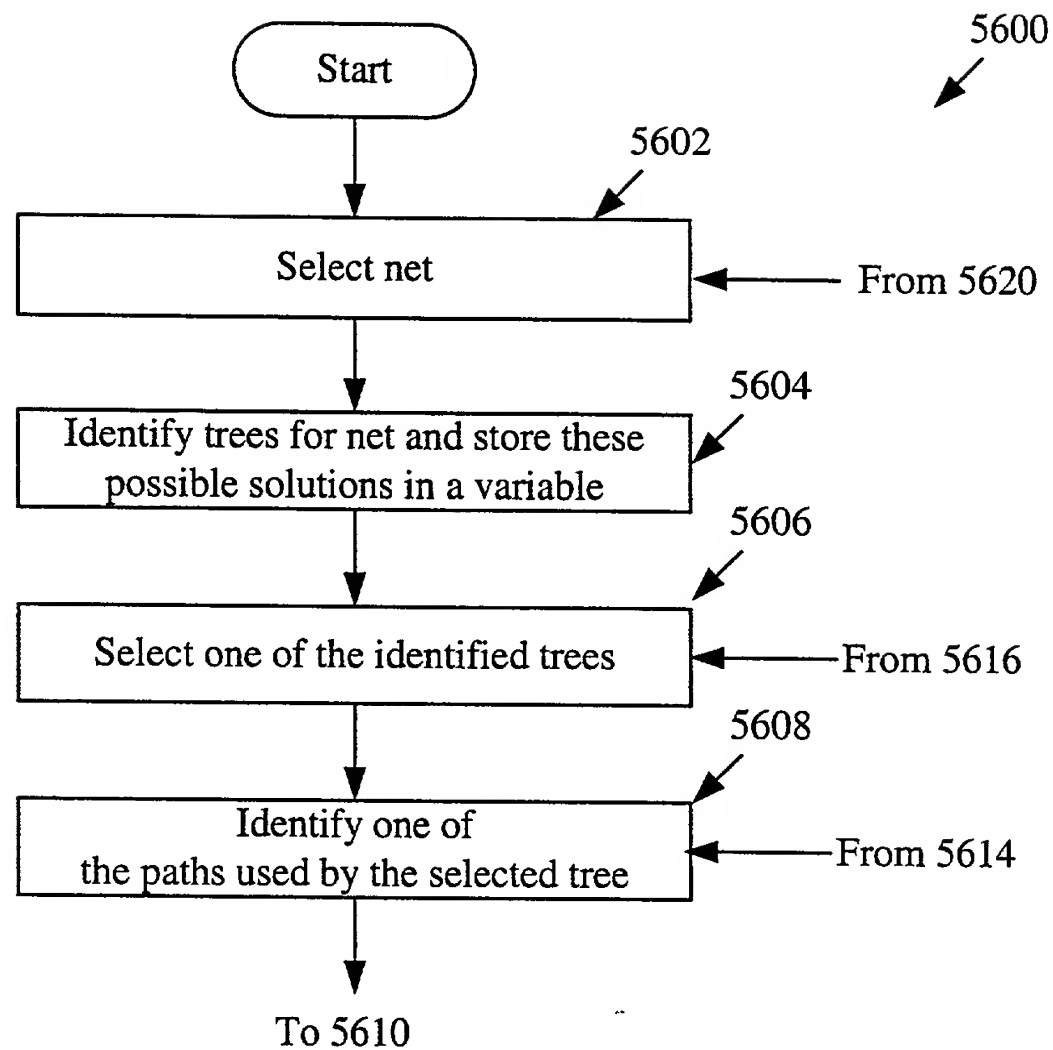 5600
Start
5602
Select net
From 5620
5604
Identify trees for net and store these
possible solutions in a variable
5606
Select one of the identified trees
From 5616
5608
Identify one of
the paths used by the selected tree
From 5614
To 5610